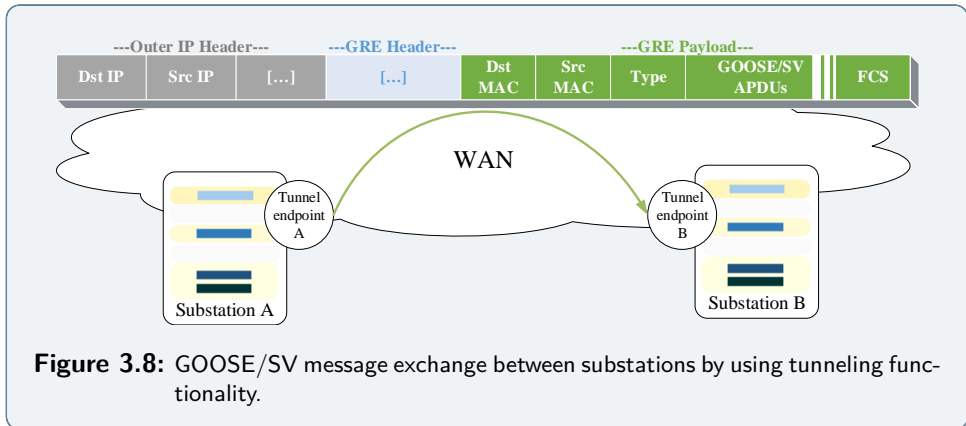 ---Outer IP Header--- ---GRE Header--- ---GRE Payload---
Dst IP Src IP [...] [...] Dst MAC Src MAC Type GOOSE/SV APDUs FCS
WAN
Tunnel
endpoint
A
Tunnel
endpoint
B
Substation A
Substation B
Figure 3.8: GOOSE/SV message exchange between substations by using tunneling func-
tionality.